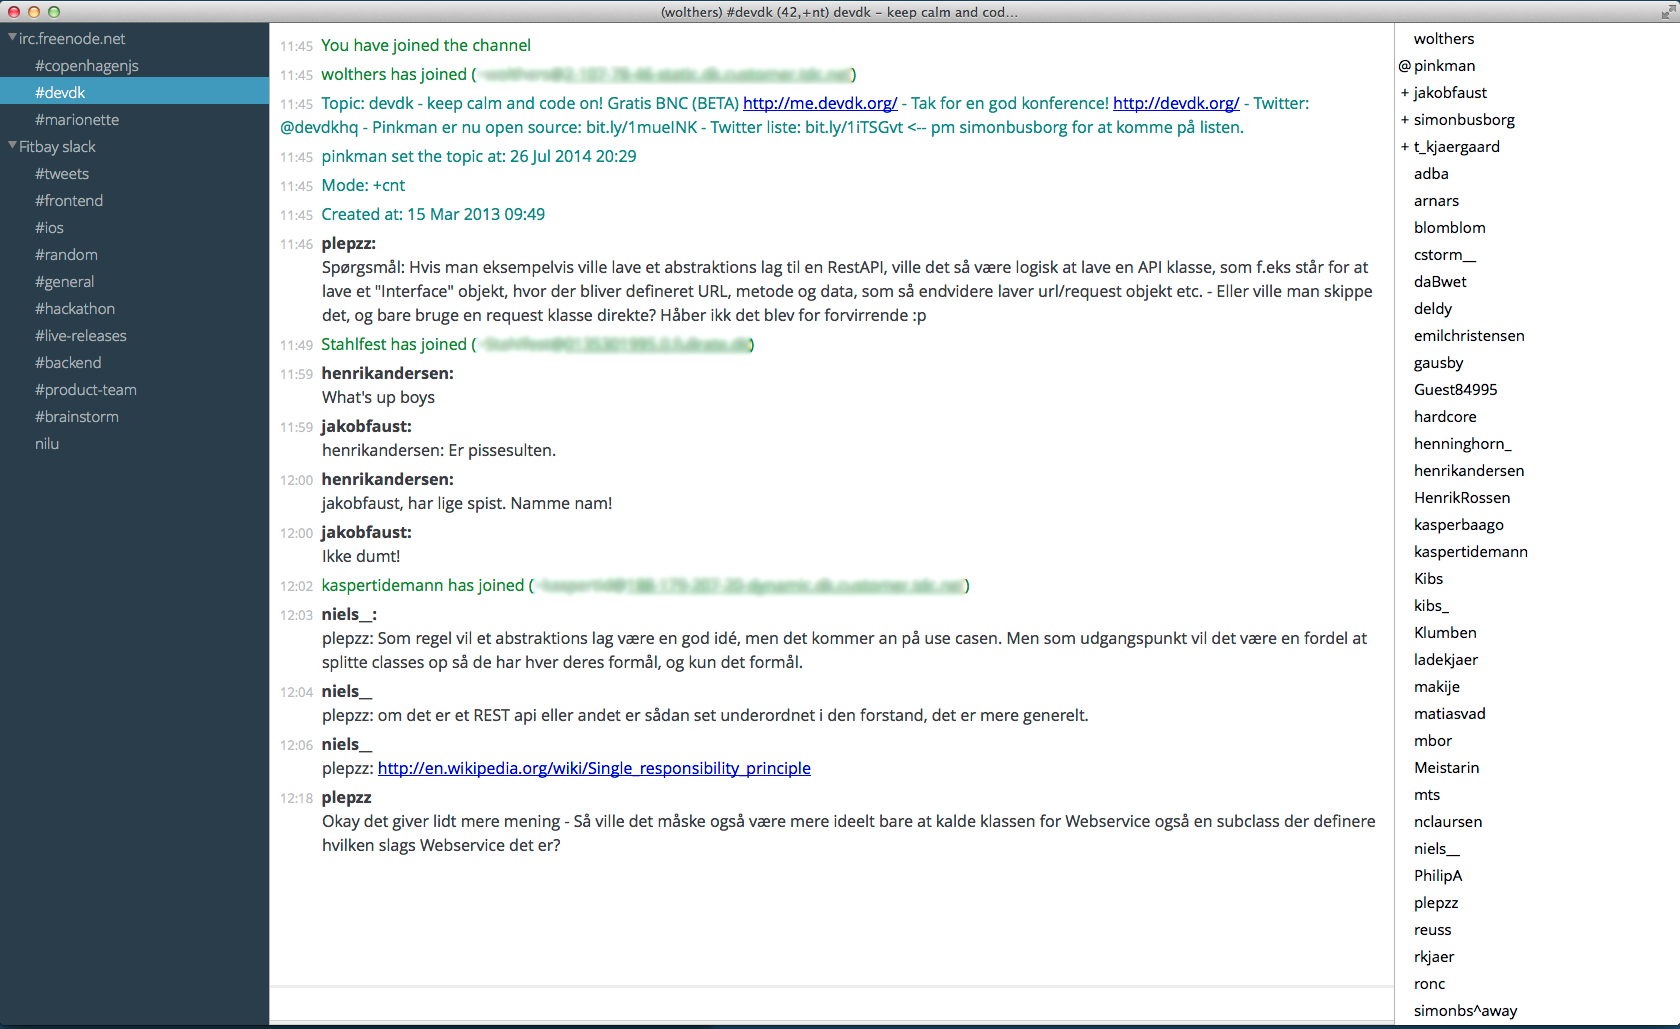 (wolthers) #devdk (42,+nt) devdk – keep calm and cod...
irc.freenode.net
#copenhagenjs
#devdk
#marionette
Fitbay slack
#tweets
#frontend
#ios
#random
#general
#hackathon
#live-releases
#backend
#product-team
#brainstorm
nilu
11:45 You have joined the channel
11:45 wolthers has joined ( )
11:45 Topic: devdk - keep calm and code on! Gratis BNC (BETA) http://me.devdk.org/ - Tak for en god konference! http://devdk.org/ - Twitter:
@devdkhq - Pinkman er nu open source: bit.ly/1mueINK - Twitter liste: bit.ly/1iTSGvt <-- pm simonbusborg for at komme på listen.
11:45 pinkman set the topic at: 26 Jul 2014 20:29
11:45 Mode: +cnt
11:45 Created at: 15 Mar 2013 09:49
11:46 plepzz:
Spørgsmål: Hvis man eksempelvis ville lave et abstraktions lag til en RestAPI, ville det så være logisk at lave en API klasse, som f.eks står for at
lave et "Interface" objekt, hvor der bliver defineret URL, metode og data, som så endvidere laver url/request objekt etc. - Eller ville man skippe
det, og bare bruge en request klasse direkte? Håber ikk det blev for forvirrende :p
11:49 Stahlfest has joined ( )
11:59 henrikandersen:
What's up boys
11:59 jakobfaust:
henrikandersen: Er pissesulten.
12:00 henrikandersen:
jakobfaust, har lige spist. Namme nam!
12:00 jakobfaust:
Ikke dumt!
12:02 kaspertidemann has joined ( )
12:03 niels__:
plepzz: Som regel vil et abstraktions lag være en god idé, men det kommer an på use casen. Men som udgangspunkt vil det være en fordel at
splitte classes op så de har hver deres formål, og kun det formål.
12:04 niels__
plepzz: om det er et REST api eller andet er sådan set underordnet i den forstand, det er mere generelt.
12:06 niels__
plepzz: http://en.wikipedia.org/wiki/Single_responsibility_principle
12:18 plepzz
Okay det giver lidt mere mening - Så ville det måske også være mere ideelt bare at kalde klassen for Webservice også en subclass der definere
hvilken slags Webservice det er?
wolthers
@ pinkman
+ jakobfaust
+ simonbusborg
+ t_kjaergaard
adba
arnars
blomblom
cstorm__
daBwet
deldy
emilchristensen
gausby
Guest84995
hardcore
henninghorn_
henrikandersen
HenrikRossen
kasperbaago
kaspertidemann
Kibs
kibs_
Klumben
ladekjaer
makije
matiasvad
mbor
Meistarin
mts
nclaursen
niels__
PhilipA
plepzz
reuss
rkjaer
ronc
simonbs^away